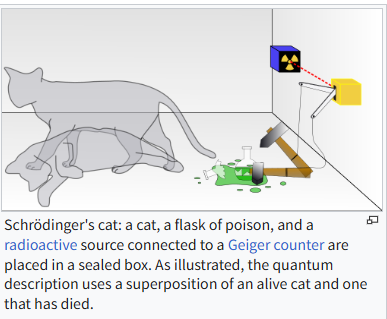 Schrödinger's cat: a cat, a flask of poison, and a
radioactive source connected to a Geiger counter are
placed in a sealed box. As illustrated, the quantum
description uses a superposition of an alive cat and one
that has died.